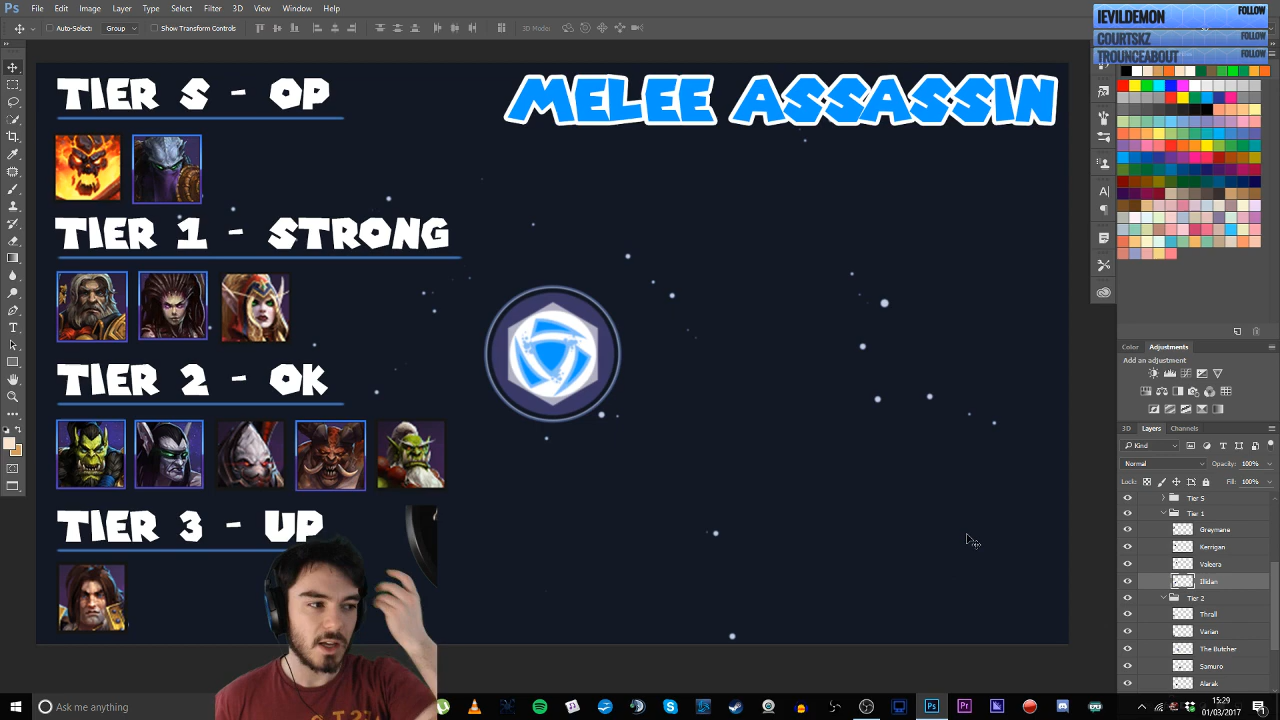 Ps File Edit Image Layer Type Select Filter 3D View Window Help
Auto-Select: Group Show Transform Controls 3D Mode:
IEVILDEMON FOLLOW
COURTSKZ FOLLOW
TROUNCEABOUT FOLLOW
MELEE ASSASSIN
TIER S - OP
TIER 1 - STRONG
TIER 2 - OK
TIER 3 - UP
Color Adjustments
Add an adjustment
3D Layers Channels
Kind
Normal Opacity: 100%
Lock: Fill: 100%
Tier S
Tier 1
Greymane
Kerrigan
Valeera
Illidan
Tier 2
Thrall
Varian
The Butcher
Samuro
Alarak
Ask me anything
Ps Pr
15:29
01/03/2017